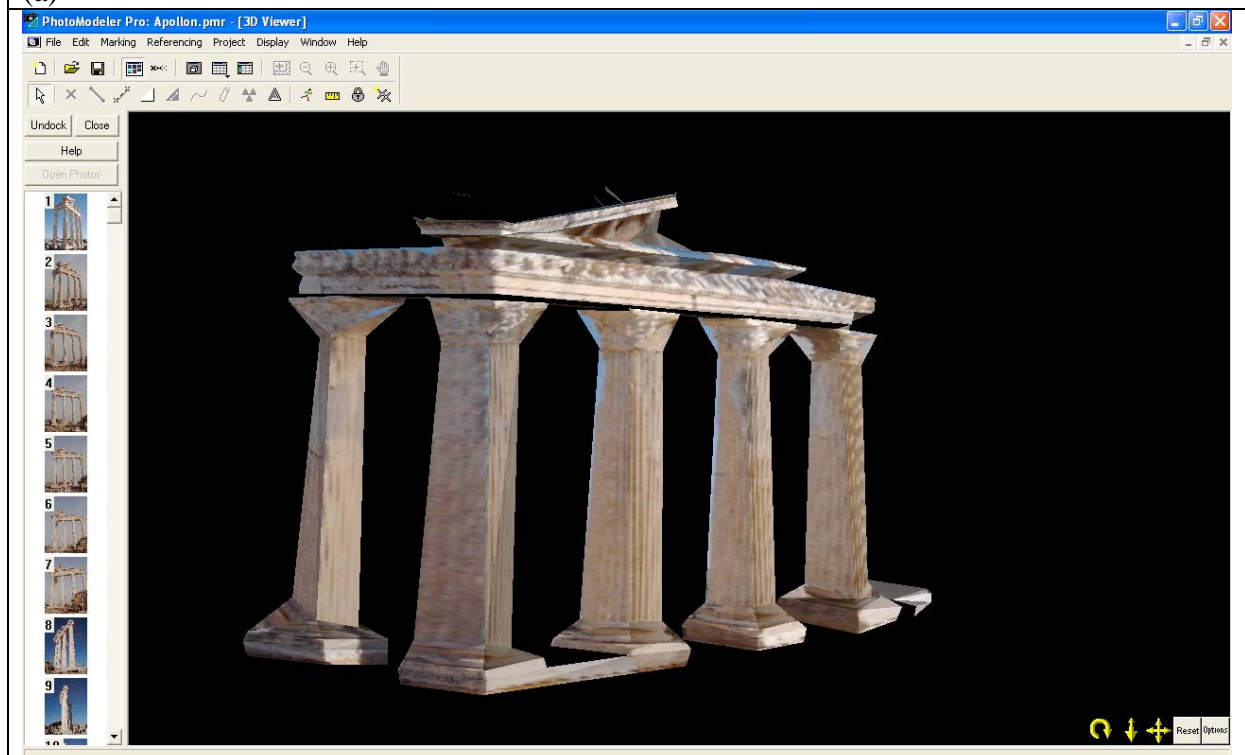 PhotoModeler Pro: Apollon.pmr - [3D Viewer]
File Edit Marking Referencing Project Display Window Help
Undock Close
Help
Open Photos
1
2
3
4
5
6
7
8
9
Reset Options